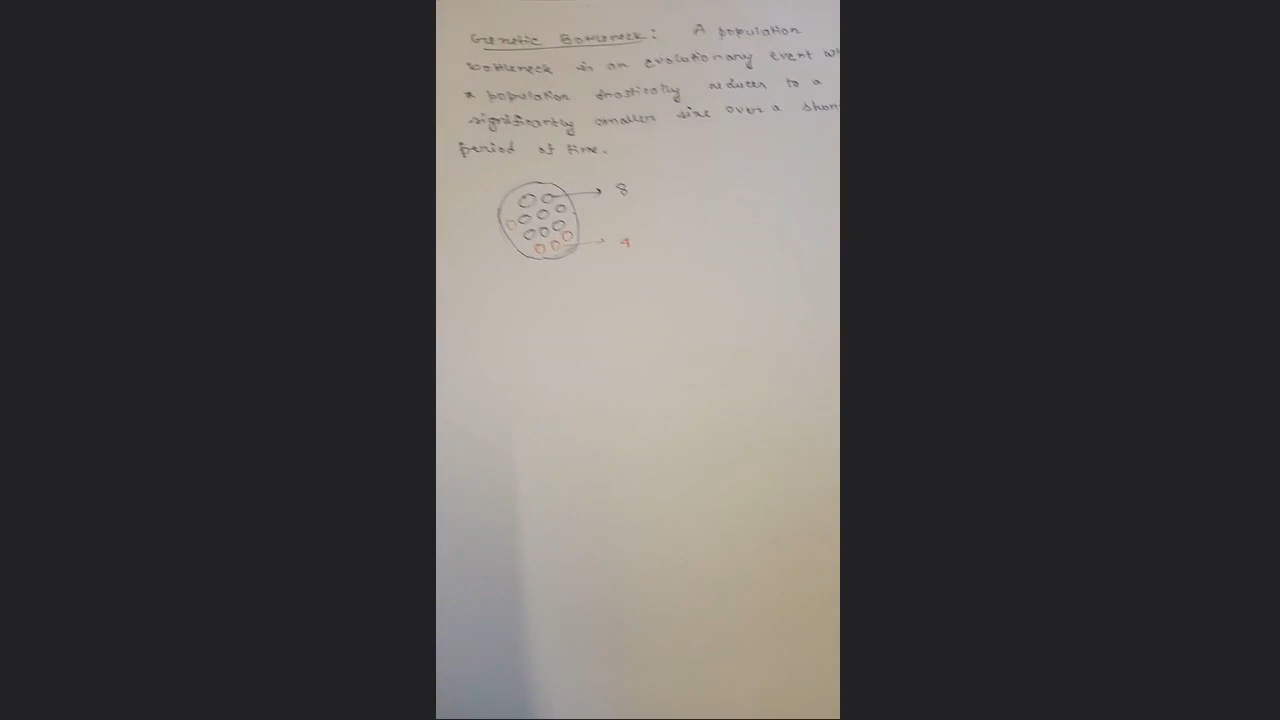 Genetic Bottleneck: A population
bottleneck is an evolutionary event wh
a population drastically reduces to a
significantly smaller size over a short
period of time.
8
4